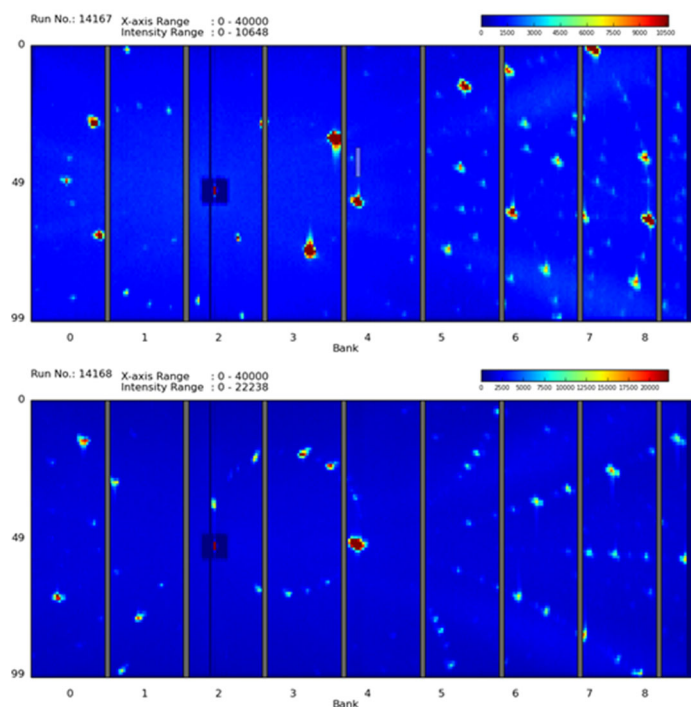 Run No.: 14167 X-axis Range : 0 - 40000
Intensity Range : 0 - 10648
0 1500 3000 4500 6000 7500 9000 10500
0
49
99
0 1 2 3 4 5 6 7 8
Bank
Run No.: 14168 X-axis Range : 0 - 40000
Intensity Range : 0 - 22238
0 2500 5000 7500 10000 12500 15000 17500 20000
0
49
99
0 1 2 3 4 5 6 7 8
Bank